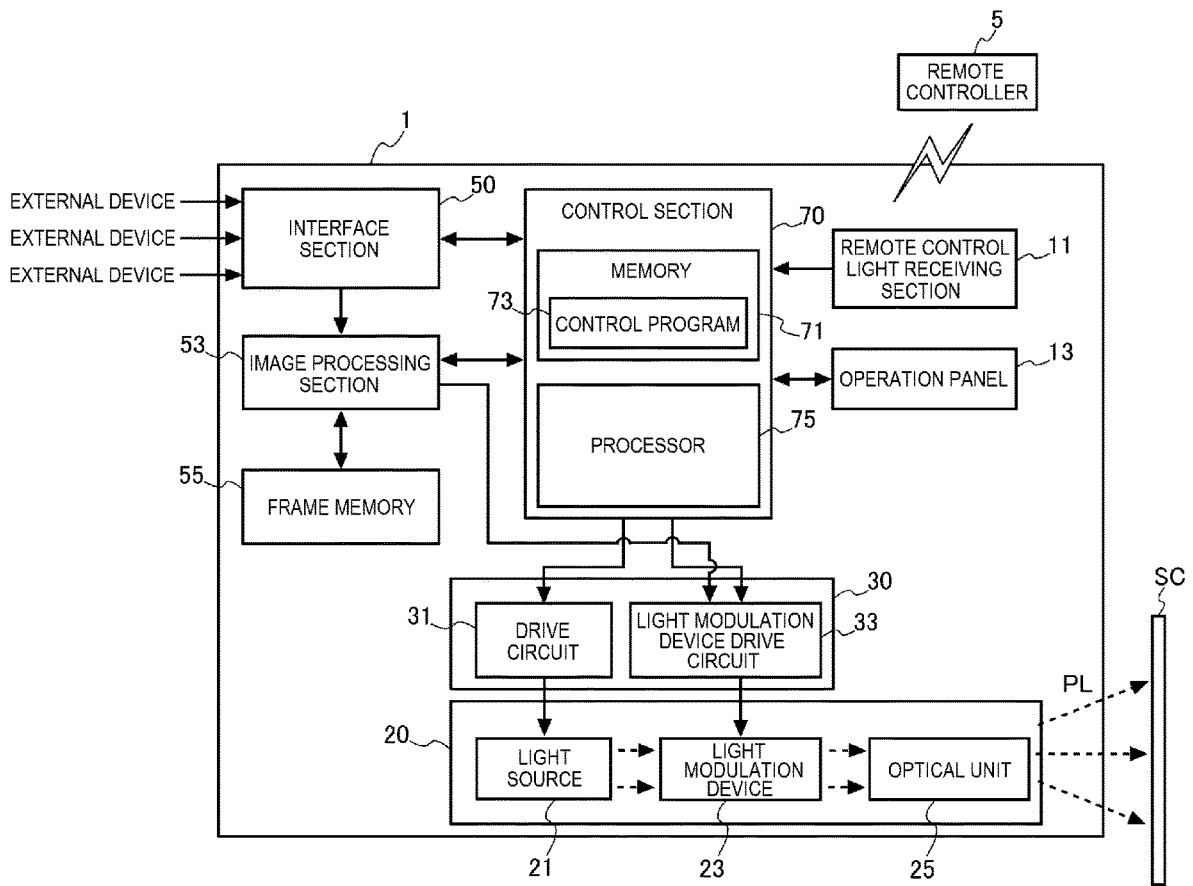 5
REMOTE
CONTROLLER
1
EXTERNAL DEVICE
EXTERNAL DEVICE
EXTERNAL DEVICE
50
INTERFACE
SECTION
CONTROL SECTION
70
MEMORY
73
CONTROL PROGRAM
71
REMOTE CONTROL
LIGHT RECEIVING
SECTION
11
53
IMAGE PROCESSING
SECTION
OPERATION PANEL
13
PROCESSOR
75
55
FRAME MEMORY
30
31
DRIVE
CIRCUIT
LIGHT MODULATION
DEVICE DRIVE
CIRCUIT
33
SC
PL
20
LIGHT
SOURCE
LIGHT
MODULATION
DEVICE
OPTICAL UNIT
21
23
25